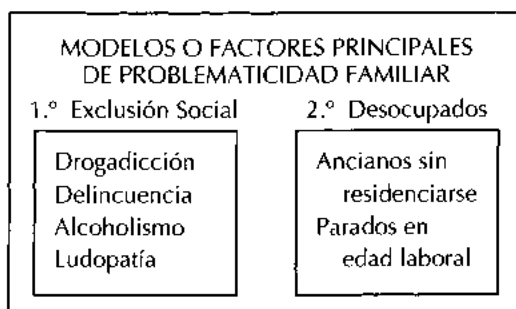 MODELOS O FACTORES PRINCIPALES
DE PROBLEMATICIDAD FAMILIAR
1.º Exclusión Social
Drogadicción
Delincuencia
Alcoholismo
Ludopatía
2.º Desocupados
Ancianos sin
residenciarse
Parados en
edad laboral